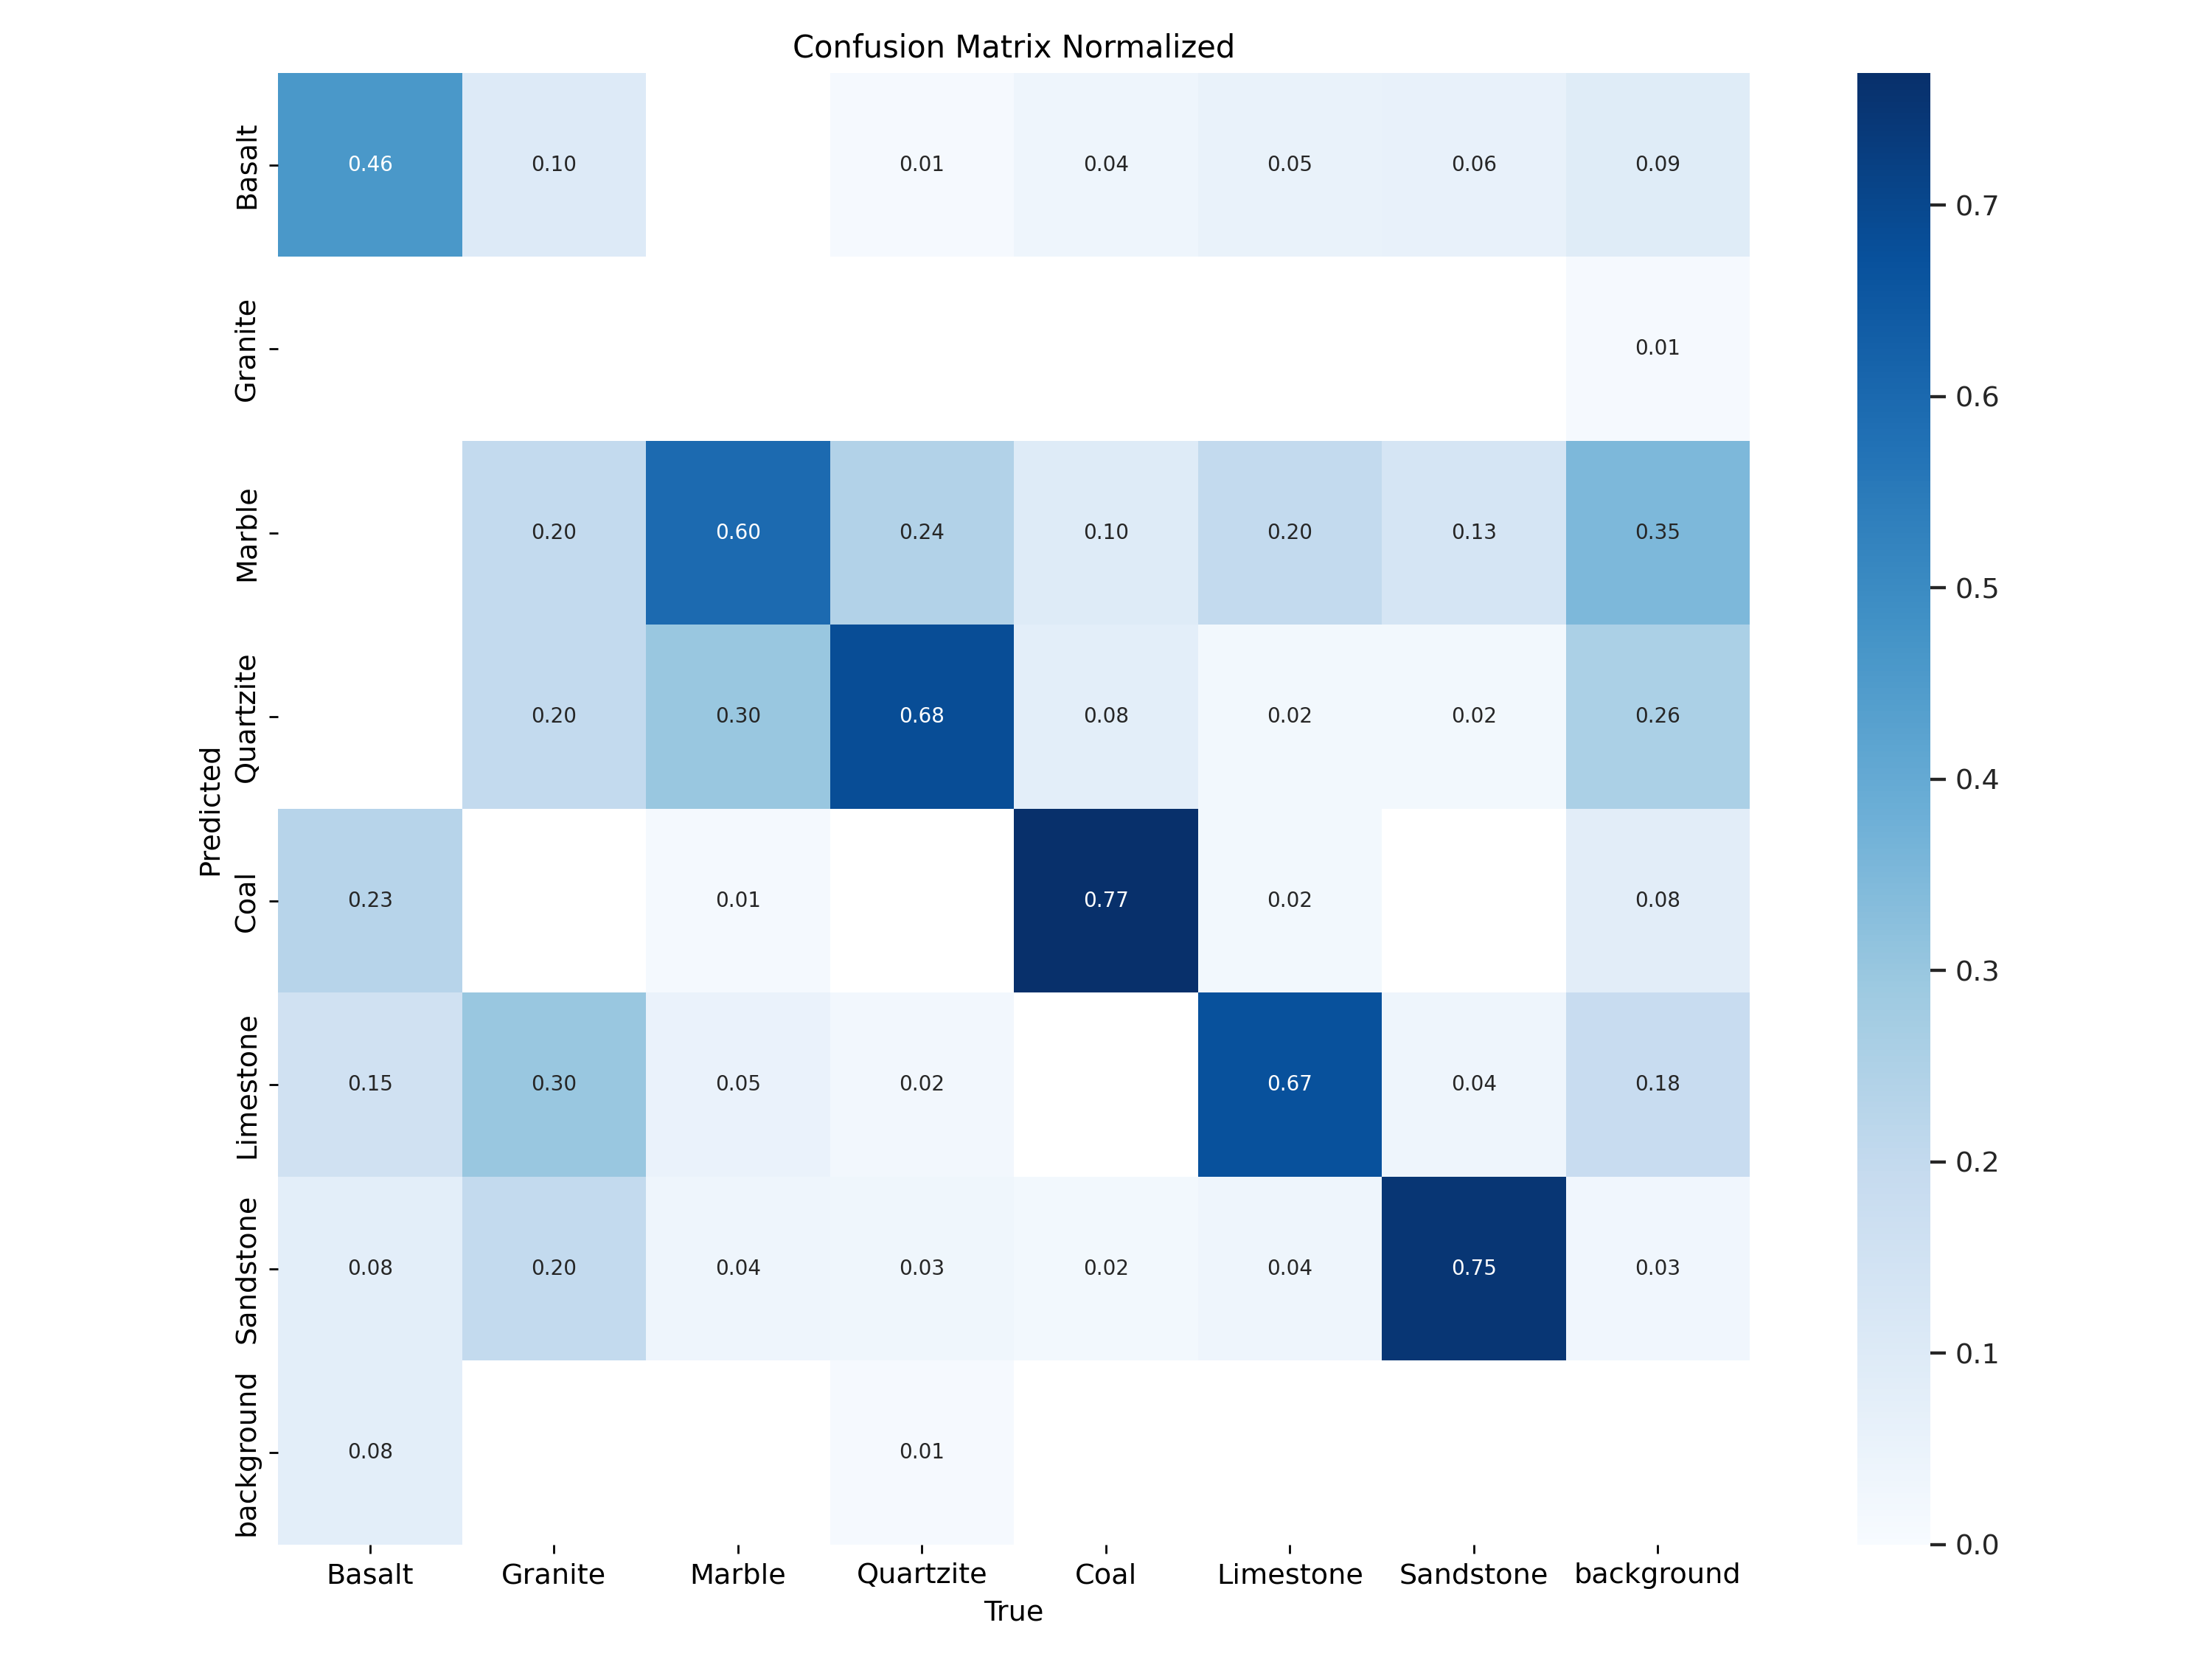 Confusion Matrix Normalized
Predicted
Basalt 0.46 0.10 0.01 0.04 0.05 0.06 0.09
Granite 0.01
Marble 0.20 0.60 0.24 0.10 0.20 0.13 0.35
Quartzite 0.20 0.30 0.68 0.08 0.02 0.02 0.26
Coal 0.23 0.01 0.77 0.02 0.08
Limestone 0.15 0.30 0.05 0.02 0.67 0.04 0.18
Sandstone 0.08 0.20 0.04 0.03 0.02 0.04 0.75 0.03
background 0.08 0.01
Basalt Granite Marble Quartzite Coal Limestone Sandstone background
True
0.7
0.6
0.5
0.4
0.3
0.2
0.1
0.0